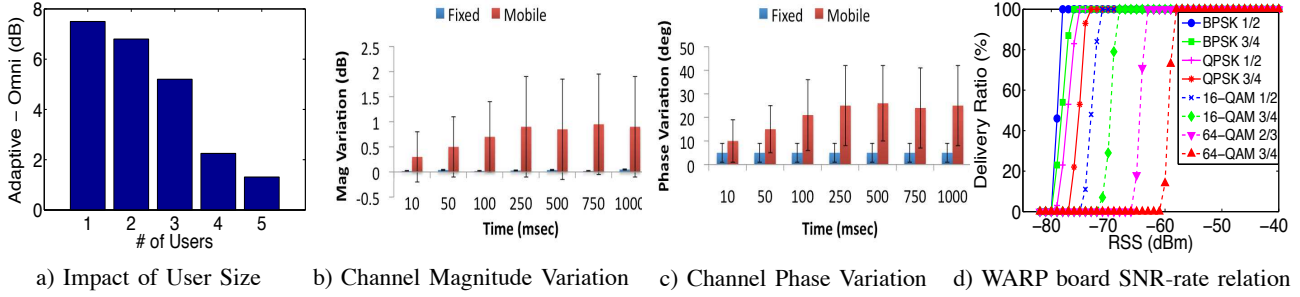 Adaptive − Omni (dB)
8
6
4
2
0
1 2 3 4 5
# of Users
a) Impact of User Size
Fixed Mobile
Mag Variation (dB)
2.5
2
1.5
1
0.5
0
-0.5
10 50 100 250 500 750 1000
Time (msec)
b) Channel Magnitude Variation
Fixed Mobile
Phase Variation (deg)
50
40
30
20
10
0
10 50 100 250 500 750 1000
Time (msec)
c) Channel Phase Variation
Delivery Ratio (%)
100
80
60
40
20
0
−80 −70 −60 −50 −40
RSS (dBm)
BPSK 1/2
BPSK 3/4
QPSK 1/2
QPSK 3/4
16−QAM 1/2
16−QAM 3/4
64−QAM 2/3
64−QAM 3/4
d) WARP board SNR-rate relation